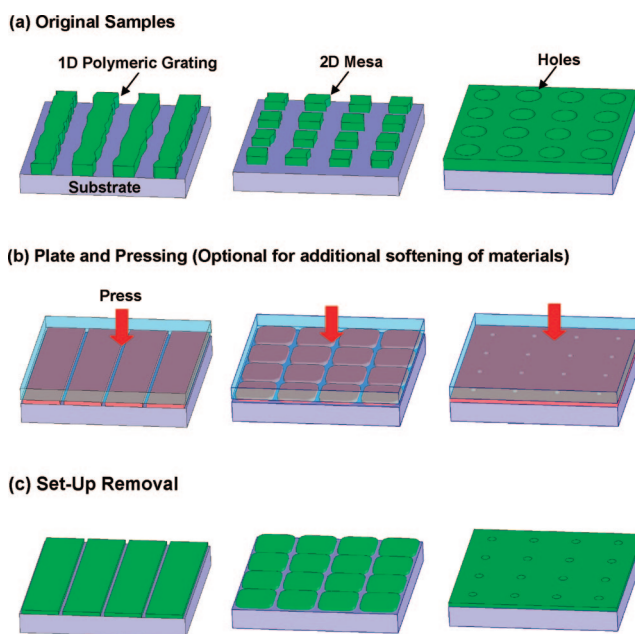 (a) Original Samples
1D Polymeric Grating
2D Mesa
Holes
Substrate
(b) Plate and Pressing (Optional for additional softening of materials)
Press
(c) Set-Up Removal